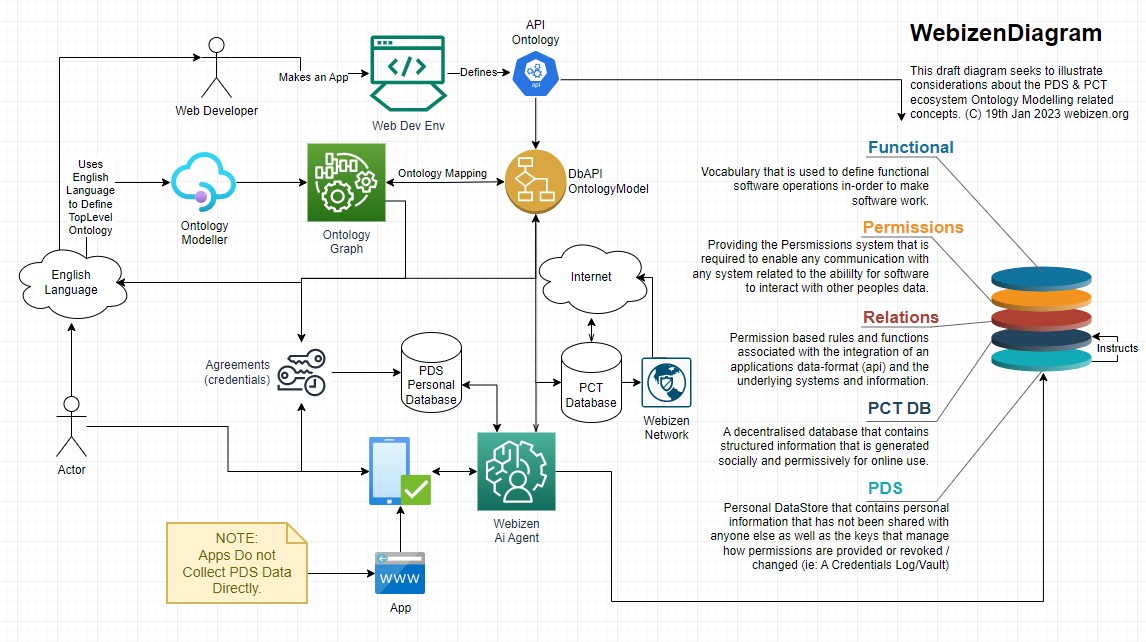 WebizenDiagram
This draft diagram seeks to illustrate
considerations about the PDS & PCT
ecosystem Ontology Modelling related
concepts. (C) 19th Jan 2023 webizen.org
API
Ontology
api
Web Developer
Makes an App
Web Dev Env
Defines
Uses
English
Language
to Define
TopLevel
Ontology
Ontology
Modeller
Ontology
Graph
Ontology Mapping
DbAPI
OntologyModel
English
Language
Internet
Agreements
(credentials)
PDS
Personal
Database
PCT
Database
Webizen
Network
Actor
Webizen
Ai Agent
NOTE:
Apps Do not
Collect PDS Data
Directly.
WWW
App
Functional
Vocabulary that is used to define functional
software operations in-order to make
software work.
Permissions
Providing the Persmissions system that is
required to enable any communication with
any system related to the abilility for software
to interact with other peoples data.
Relations
Permission based rules and functions
associated with the integration of an
applications data-format (api) and the
underlying systems and information.
PCT DB
A decentralised database that contains
structured information that is generated
socially and permissively for online use.
PDS
Personal DataStore that contains personal
information that has not been shared with
anyone else as well as the keys that manage
how permissions are provided or revoked /
changed (ie: A Credentials Log/Vault)
Instructs